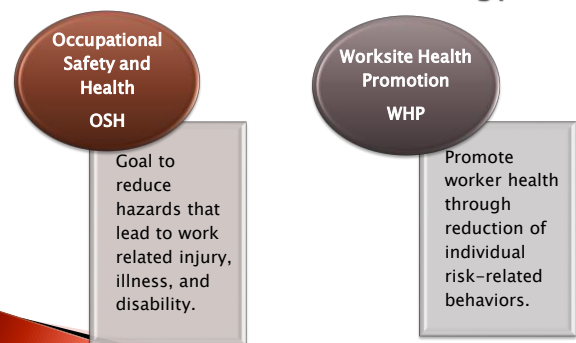 Occupational
Safety and
Health
OSH
Goal to
reduce
hazards that
lead to work
related injury,
illness, and
disability.
Worksite Health
Promotion
WHP
Promote
worker health
through
reduction of
individual
risk-related
behaviors.